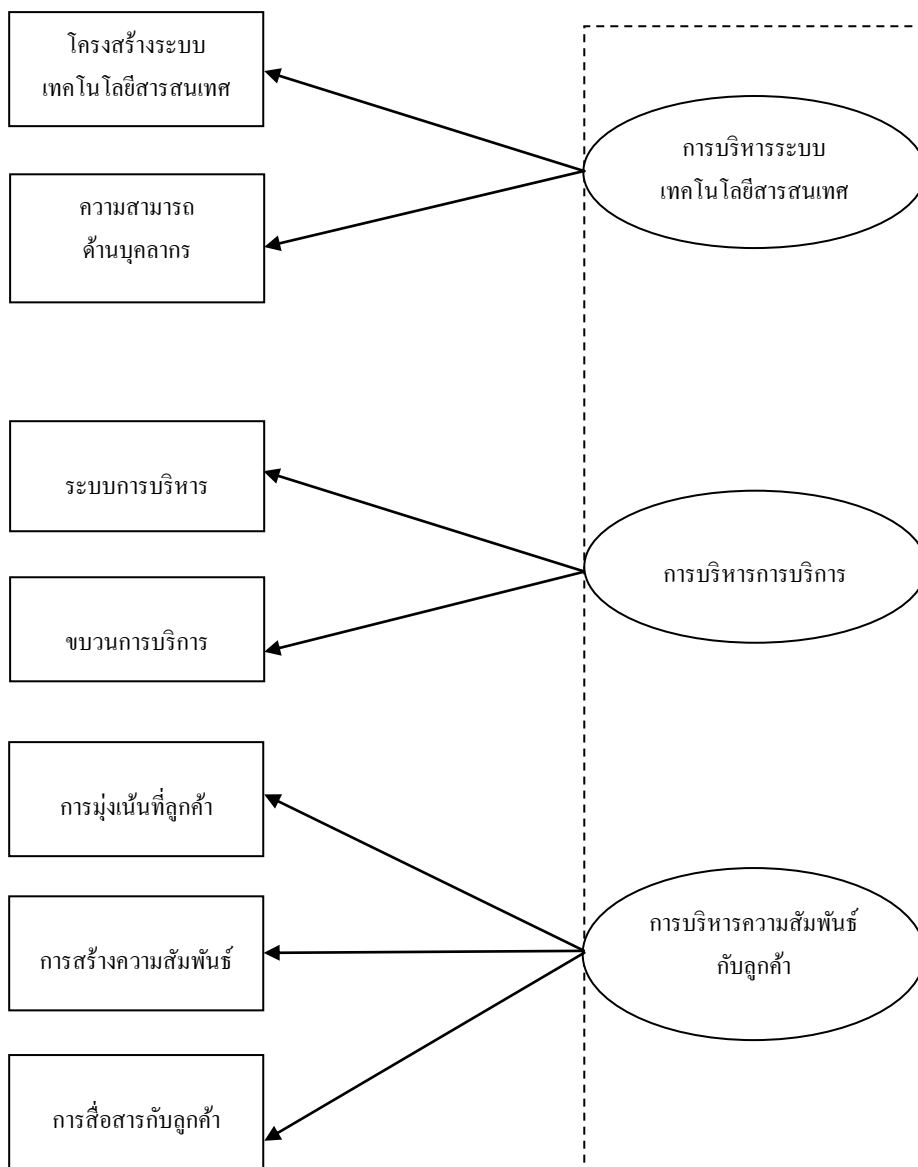 โครงสร้างระบบ
เทคโนโลยีสารสนเทศ
การบริหารระบบ
เทคโนโลยีสารสนเทศ
ความสามารถ
ด้านบุคลากร
ระบบการบริหาร
การบริหารการบริการ
ขบวนการบริการ
การมุ่งเน้นที่ลูกค้า
การบริหารความสัมพันธ์
กับลูกค้า
การสร้างความสัมพันธ์
การสื่อสารกับลูกค้า